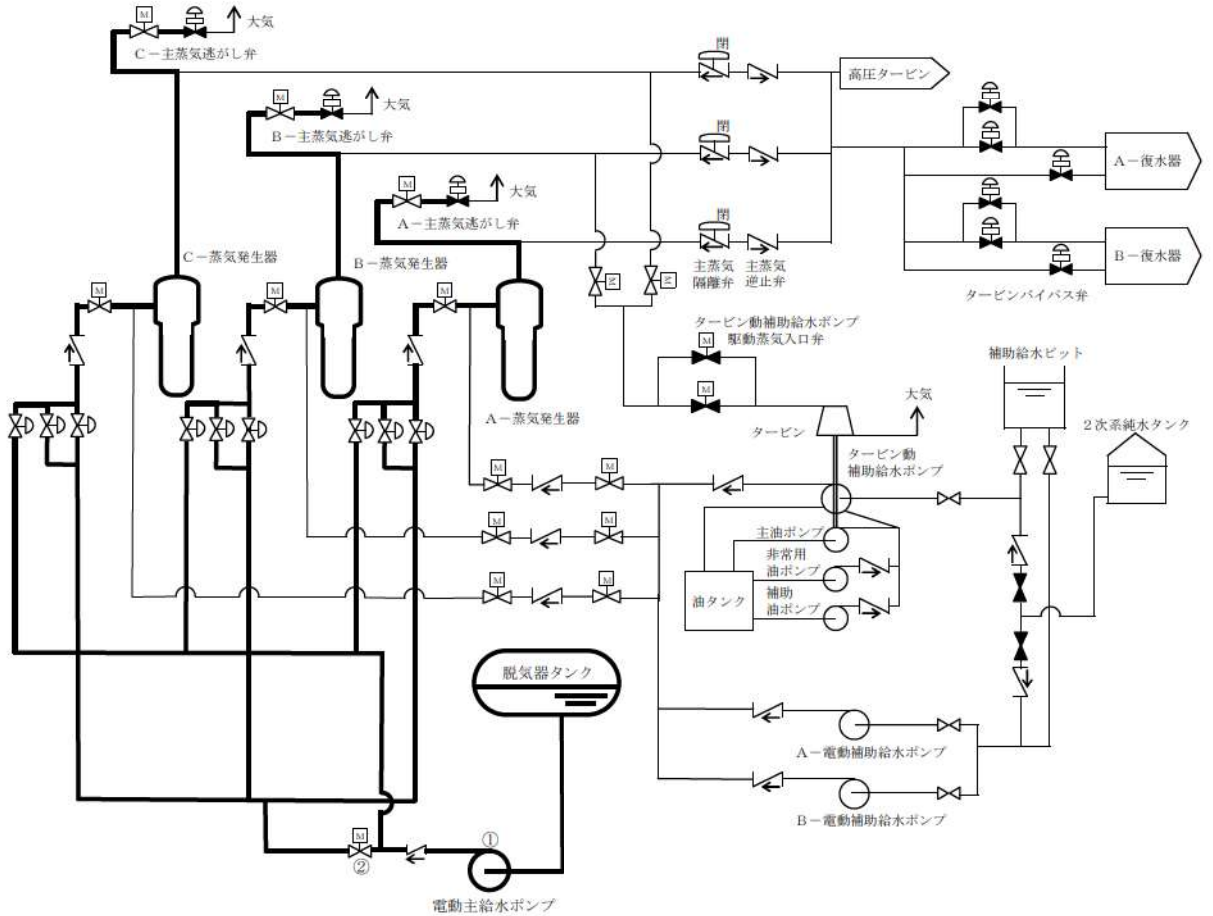 M
大気
C－主蒸気逃がし弁
M
大気
B－主蒸気逃がし弁
M
大気
A－主蒸気逃がし弁
閉
閉
閉
高圧タービン
A－復水器
B－復水器
主蒸気
隔離弁
主蒸気
逆止弁
タービンバイパス弁
C－蒸気発生器
B－蒸気発生器
A－蒸気発生器
M
M
M
M
M
タービン動補助給水ポンプ
駆動蒸気入口弁
M
M
タービン
大気
補助給水ピット
2次系純水タンク
タービン動
補助給水ポンプ
M
M
M
M
M
M
主油ポンプ
非常用
油ポンプ
補助
油ポンプ
油タンク
脱気器タンク
A－電動補助給水ポンプ
B－電動補助給水ポンプ
M
②
①
電動主給水ポンプ